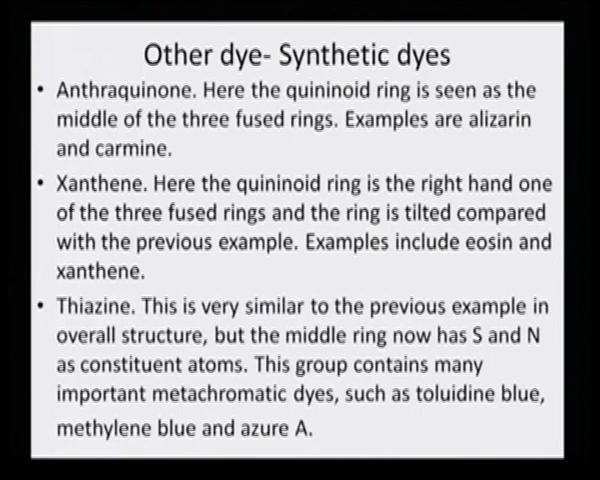 Other dye- Synthetic dyes
• Anthraquinone. Here the quininoid ring is seen as the
middle of the three fused rings. Examples are alizarin
and carmine.
• Xanthene. Here the quininoid ring is the right hand one
of the three fused rings and the ring is tilted compared
with the previous example. Examples include eosin and
xanthene.
• Thiazine. This is very similar to the previous example in
overall structure, but the middle ring now has S and N
as constituent atoms. This group contains many
important metachromatic dyes, such as toluidine blue,
methylene blue and azure A.